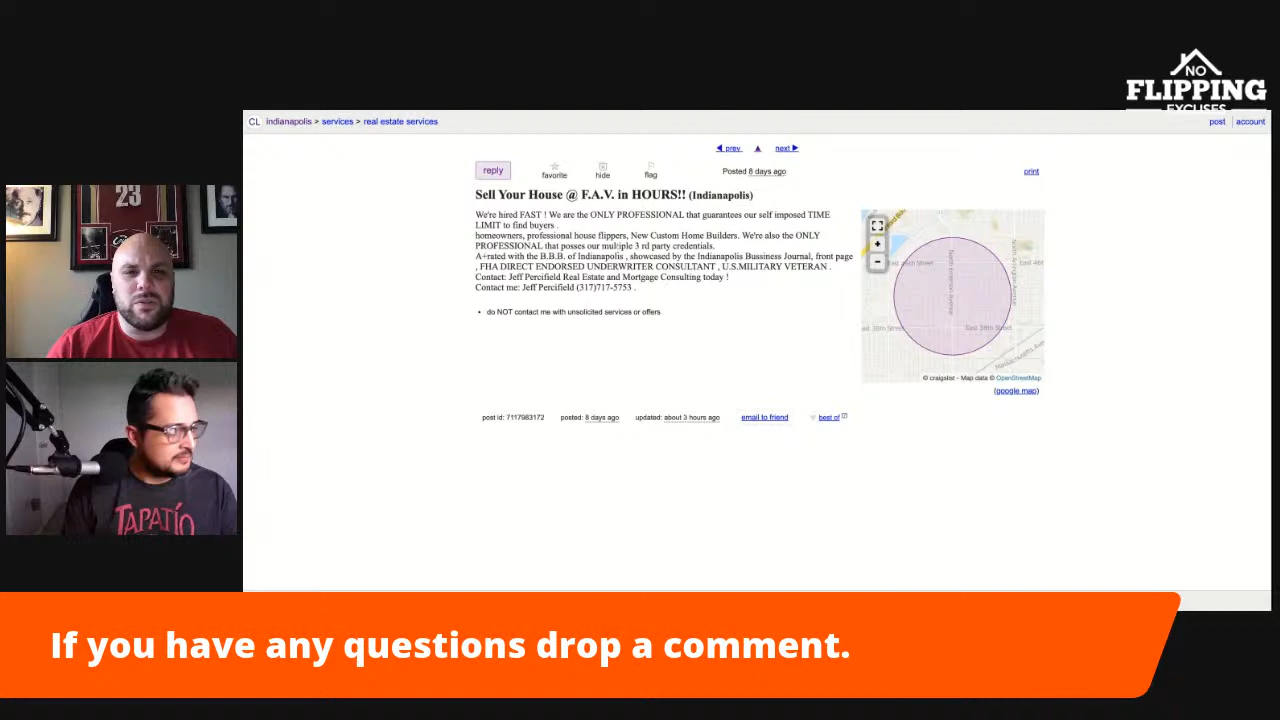 NO
FLIPPING
EXCUSES
CL indianapolis > services > real estate services
post account
prev next
reply favorite hide flag Posted 8 days ago print
Sell Your House @ F.A.V. in HOURS!! (Indianapolis)
We're hired FAST ! We are the ONLY PROFESSIONAL that guarantees our self imposed TIME
LIMIT to find buyers .
homeowners, professional house flippers, New Custom Home Builders. We're also the ONLY
PROFESSIONAL that posses our multiple 3 rd party credentials.
A+rated with the B.B.B. of Indianapolis , showcased by the Indianapolis Bussiness Journal, front page
, FHA DIRECT ENDORSED UNDERWRITER CONSULTANT , U.S.MILITARY VETERAN .
Contact: Jeff Percifield Real Estate and Mortgage Consulting today !
Contact me: Jeff Percifield (317)717-5753 .
• do NOT contact me with unsolicited services or offers
+
−
East 38th Street
© craigslist - Map data © OpenStreetMap
(google map)
post id: 7117983172 posted: 8 days ago updated: about 3 hours ago email to friend best of
23
TAPATÍO
If you have any questions drop a comment.